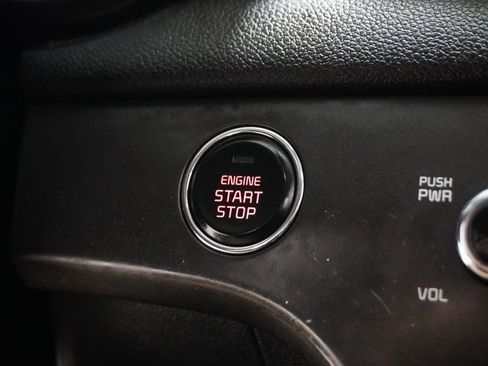 ENGINE
START
STOP
PUSH
PWR
VOL